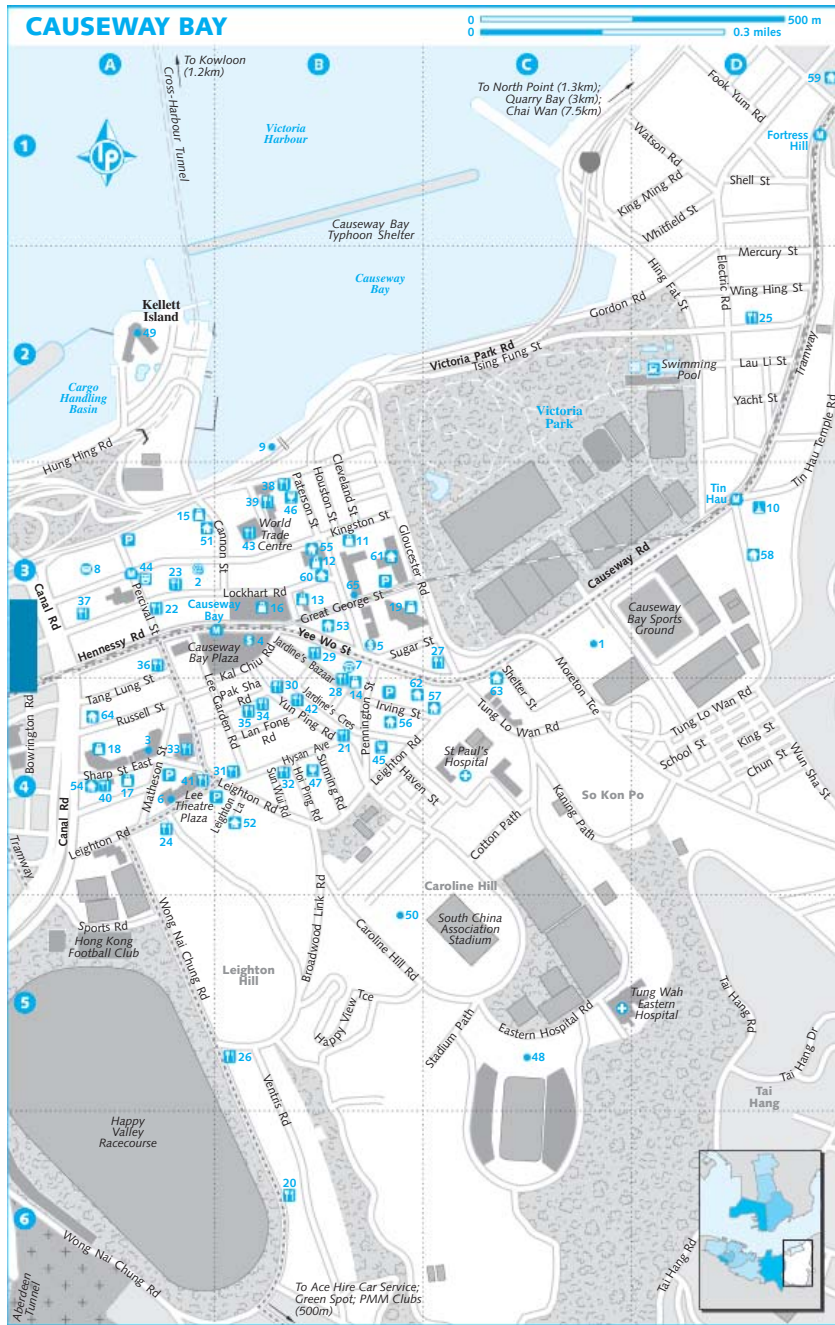 CAUSEWAY BAY
0 500 m
0 0.3 miles
A
B
C
D
To Kowloon
(1.2km)
Cross-Harbour Tunnel
Victoria
Harbour
To North Point (1.3km);
Quarry Bay (3km);
Chai Wan (7.5km)
Fook Yum Rd
59
Fortress
Hill
M
1
LP
Watson Rd
King Ming Rd
Whitfield St
Shell St
Causeway Bay
Typhoon Shelter
Mercury St
Causeway
Bay
Hing Fat St
Electric Rd
Wing Hing St
Gordon Rd
25
Kellett
Island
49
2
Victoria Park Rd
Tsing Fung St
Swimming
Pool
Lau Li St
Tramway
Yacht St
Cargo
Handling
Basin
Victoria
Park
Tin Hau Temple Rd
Hung Hing Rd
9
38
39
46
Paterson St
Houston St
Cleveland St
Kingston St
Tin
Hau
M
10
15
51
Cannon St
43
World
Trade
Centre
55
11
12
61
Gloucester Rd
58
P
3
8
44
M
23
2
60
65
P
Causeway Rd
Canal Rd
37
Percival St
22
Lockhart Rd
16
13
Great George St
19
Causeway
Bay
M
Causeway
Bay Sports
Ground
Hennessy Rd
53
Causeway
Bay Plaza
4
Yee Wo St
5
Sugar St
27
1
36
Kai Chiu Rd
Jardine's Bazaar
29
7
28
14
Tang Lung St
Pak Sha
Rd
30
Jardine's Cres
42
62
P
57
63
Shelter St
Moreton Tce
Bowrington Rd
64
Russell St
Lee Garden Rd
35
34
Yun Ping Rd
Pennington St
Irving St
56
Tung Lo Wan Rd
Tung Lo Wan Rd
Lan Fong
Rd
21
3
18
33
Hysan Ave
45
Leighton Rd
St Paul's
Hospital
School St
King St
Chun St
Wun Sha St
4
Sharp St East
Matheson St
P
31
32
47
Sunning Rd
Haven St
54
40
17
41
6
Lee
Theatre
Plaza
P
Leighton Rd
Leighton
La
52
Sun Wui Rd
Hoi Ping Rd
So Kon Po
Kaning Path
Canal Rd
Leighton Rd
24
Cotton Path
Tramway
Broadwood Link Rd
Caroline Hill
50
South China
Association
Stadium
Sports Rd
Hong Kong
Football Club
Wong Nai Chung Rd
Leighton
Hill
Caroline Hill Rd
5
Happy View Tce
Stadium Path
Eastern Hospital Rd
Tung Wah
Eastern
Hospital
Tai Hang Rd
26
48
Ventris Rd
Tai Hang Dr
Tai
Hang
Happy
Valley
Racecourse
20
6
Wong Nai Chung Rd
Aberdeen
Tunnel
To Ace Hire Car Service;
Green Spot; PMM Clubs
(500m)
Tai Hang Rd